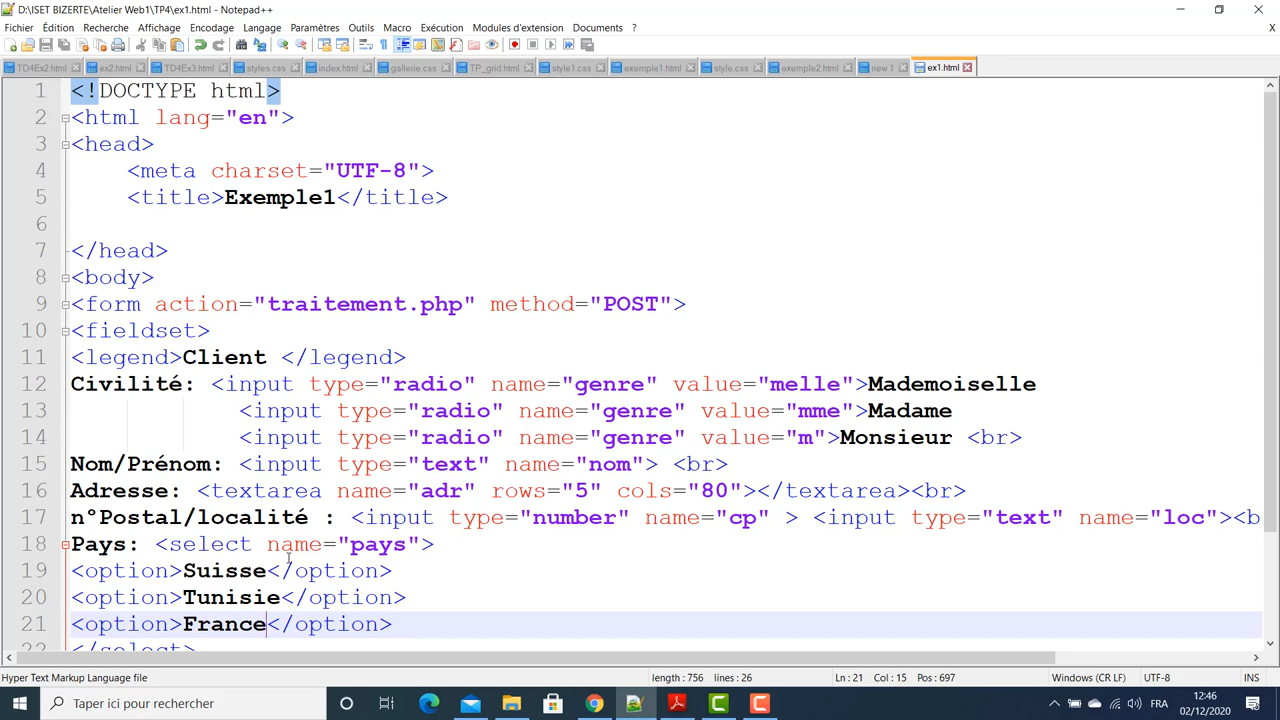 D:\ISET BIZERTE\Atelier Web1\TP4\ex1.html - Notepad++
Fichier Édition Recherche Affichage Encodage Langage Paramètres Outils Macro Exécution Modules d'extension Documents ? X
TD4Ex2.html ex2.html TD4Ex3.html styles.css index.html gallerie.css TP_grid.html style1.css exemple1.html style.css exemple2.html new 1 ex1.html
1 <!DOCTYPE html>
2 <html lang="en">
3 <head>
4 <meta charset="UTF-8">
5 <title>Exemple1</title>
6
7 </head>
8 <body>
9 <form action="traitement.php" method="POST">
10 <fieldset>
11 <legend>Client </legend>
12 Civilité: <input type="radio" name="genre" value="melle">Mademoiselle
13 <input type="radio" name="genre" value="mme">Madame
14 <input type="radio" name="genre" value="m">Monsieur <br>
15 Nom/Prénom: <input type="text" name="nom"> <br>
16 Adresse: <textarea name="adr" rows="5" cols="80"></textarea><br>
17 n°Postal/localité : <input type="number" name="cp" > <input type="text" name="loc"><b
18 Pays: <select name="pays">
19 <option>Suisse</option>
20 <option>Tunisie</option>
21 <option>France</option>
22 </select>
Hyper Text Markup Language file length : 756 lines : 26 Ln : 21 Col : 15 Pos : 697 Windows (CR LF) UTF-8 INS
Taper ici pour rechercher FRA 12:46
02/12/2020